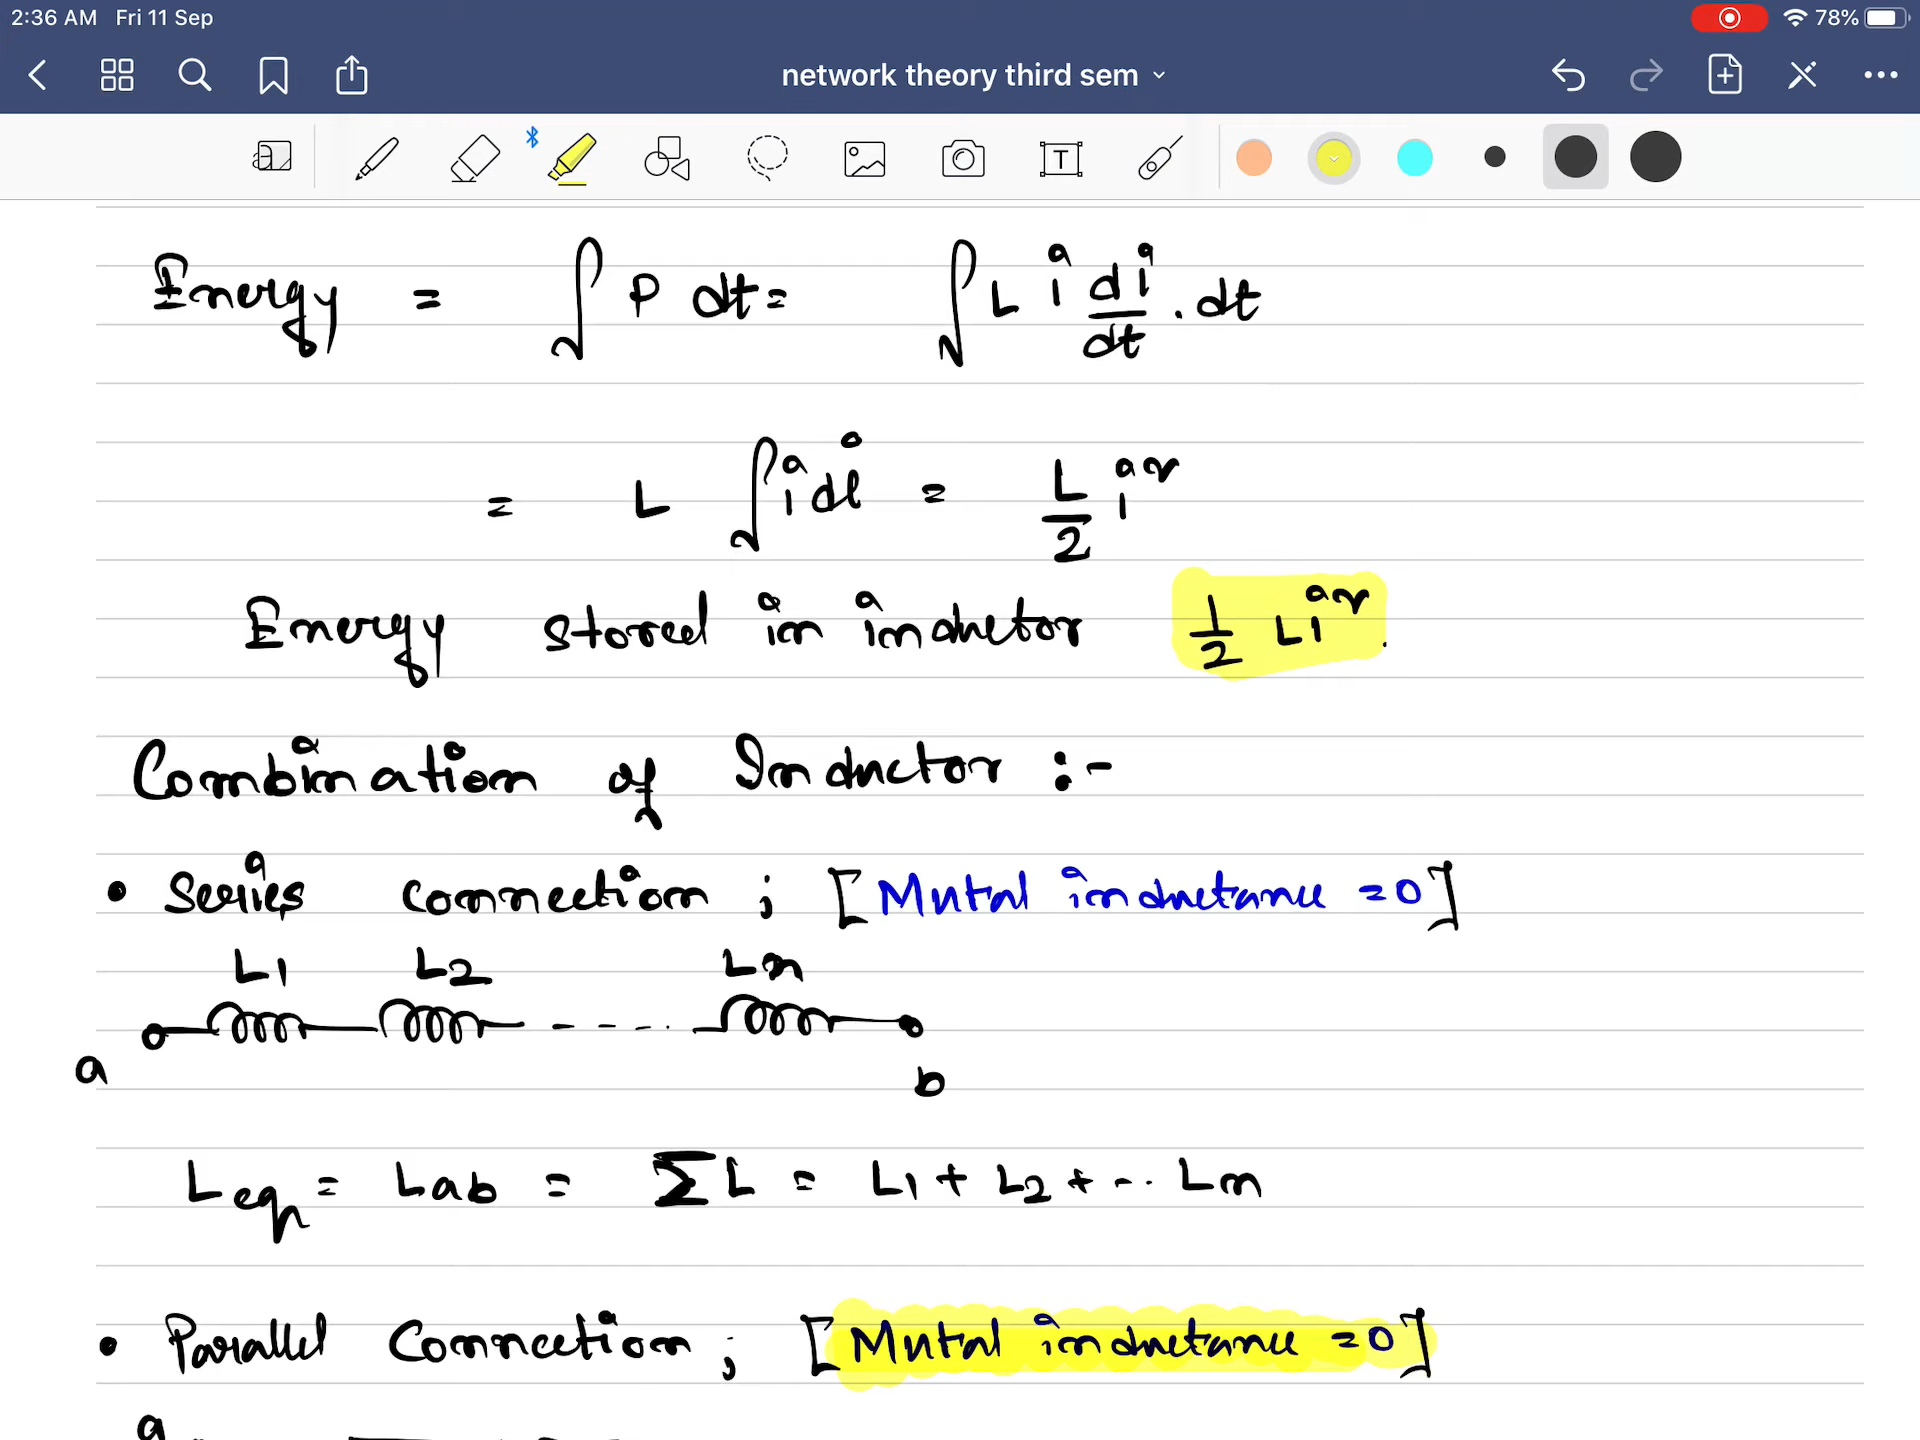 2:36 AM Fri 11 Sep 78%
network theory third sem
Energy = ∫ P dt = ∫ L i di/dt . dt
= L ∫ i di = L/2 i²
Energy stored in inductor 1/2 Li².
Combination of Inductor :-
• Series connection ; [Mutal inductance =0]
L1 L2 Ln
a b
Leq = Lab = ΣL = L1 + L2 + -.. Ln
• Parallel Connection ; [Mutal inductance =0]
a